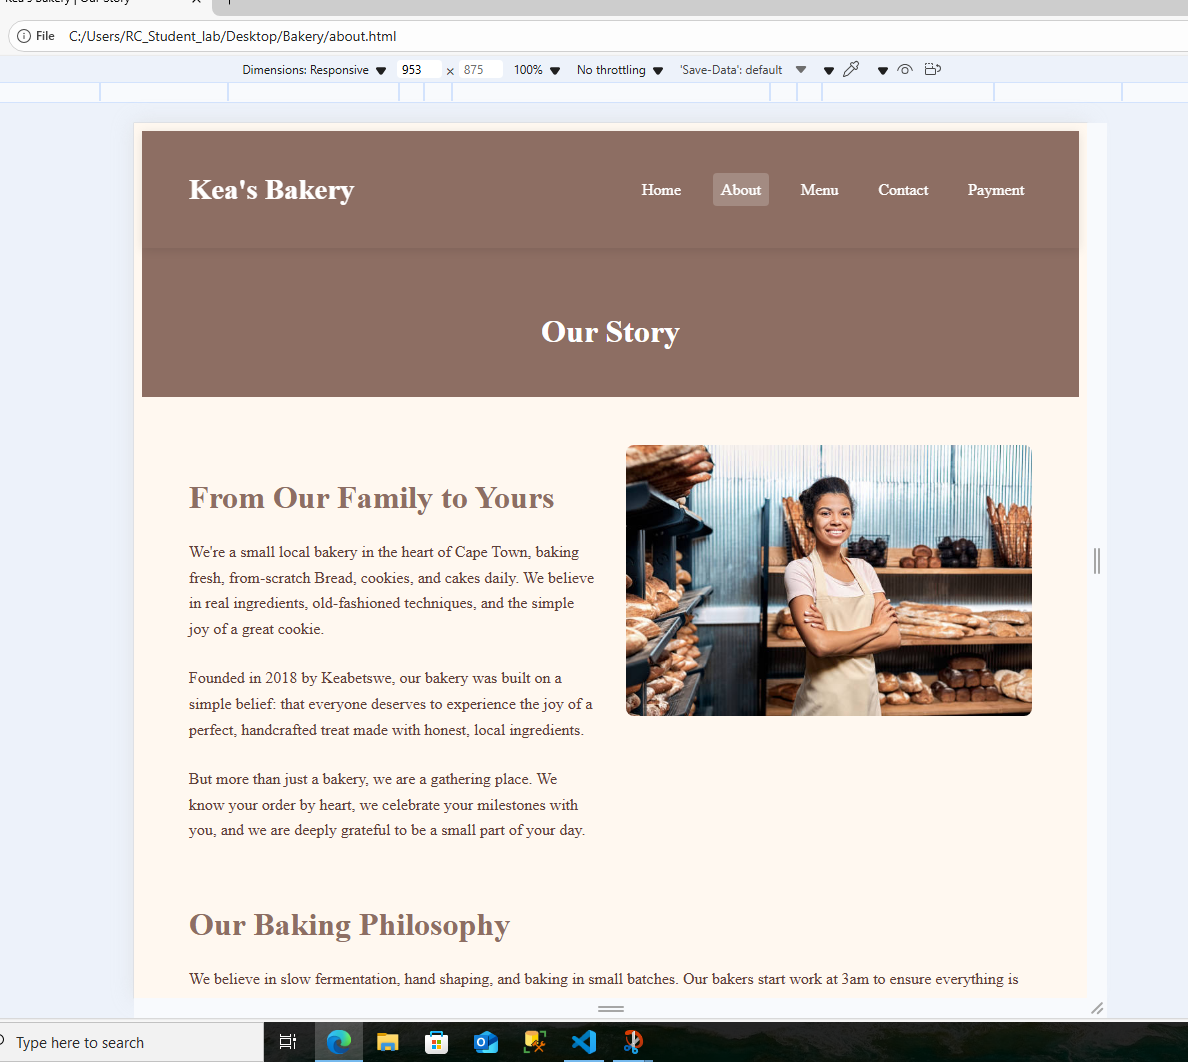 Kea's Bakery | Our Story
File C:/Users/RC_Student_lab/Desktop/Bakery/about.html
Dimensions: Responsive 953 × 875 100% No throttling 'Save-Data': default
Kea's Bakery Home About Menu Contact Payment
Our Story
From Our Family to Yours
We're a small local bakery in the heart of Cape Town, baking
fresh, from-scratch Bread, cookies, and cakes daily. We believe
in real ingredients, old-fashioned techniques, and the simple
joy of a great cookie.
Founded in 2018 by Keabetswe, our bakery was built on a
simple belief: that everyone deserves to experience the joy of a
perfect, handcrafted treat made with honest, local ingredients.
But more than just a bakery, we are a gathering place. We
know your order by heart, we celebrate your milestones with
you, and we are deeply grateful to be a small part of your day.
Our Baking Philosophy
We believe in slow fermentation, hand shaping, and baking in small batches. Our bakers start work at 3am to ensure everything is
Type here to search